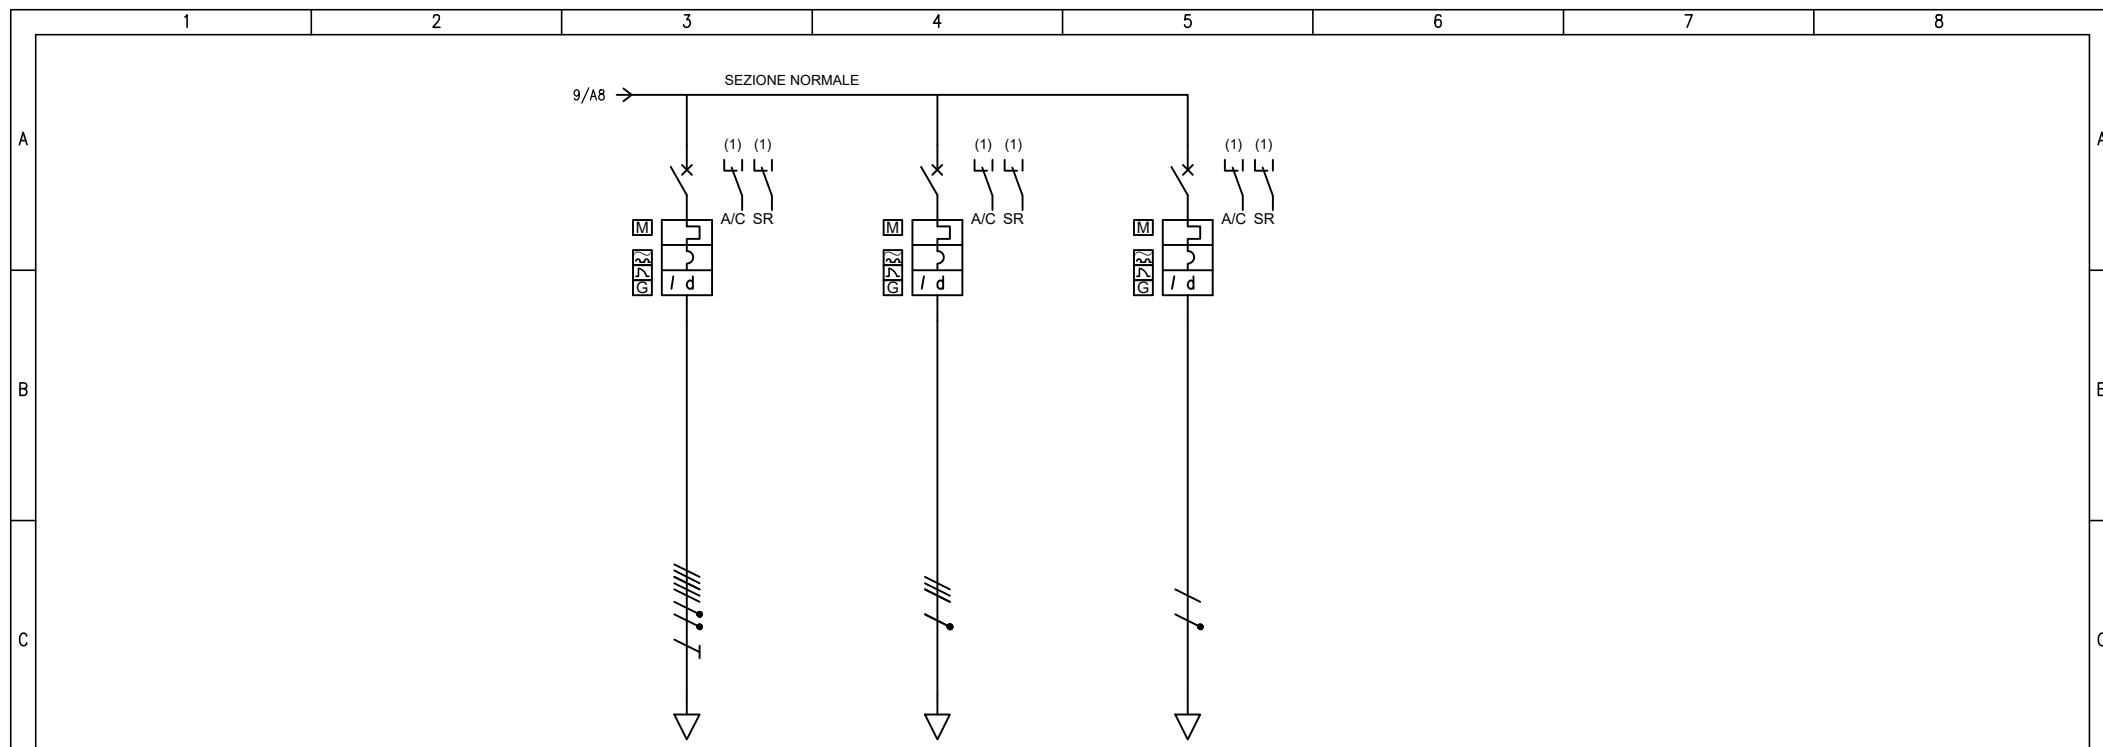 1 2 3 4 5 6 7 8
SEZIONE NORMALE
9/A8
A A
(1) (1) (1) (1) (1) (1)
A/C SR A/C SR A/C SR
M M M
G I d G I d G I d
B
C